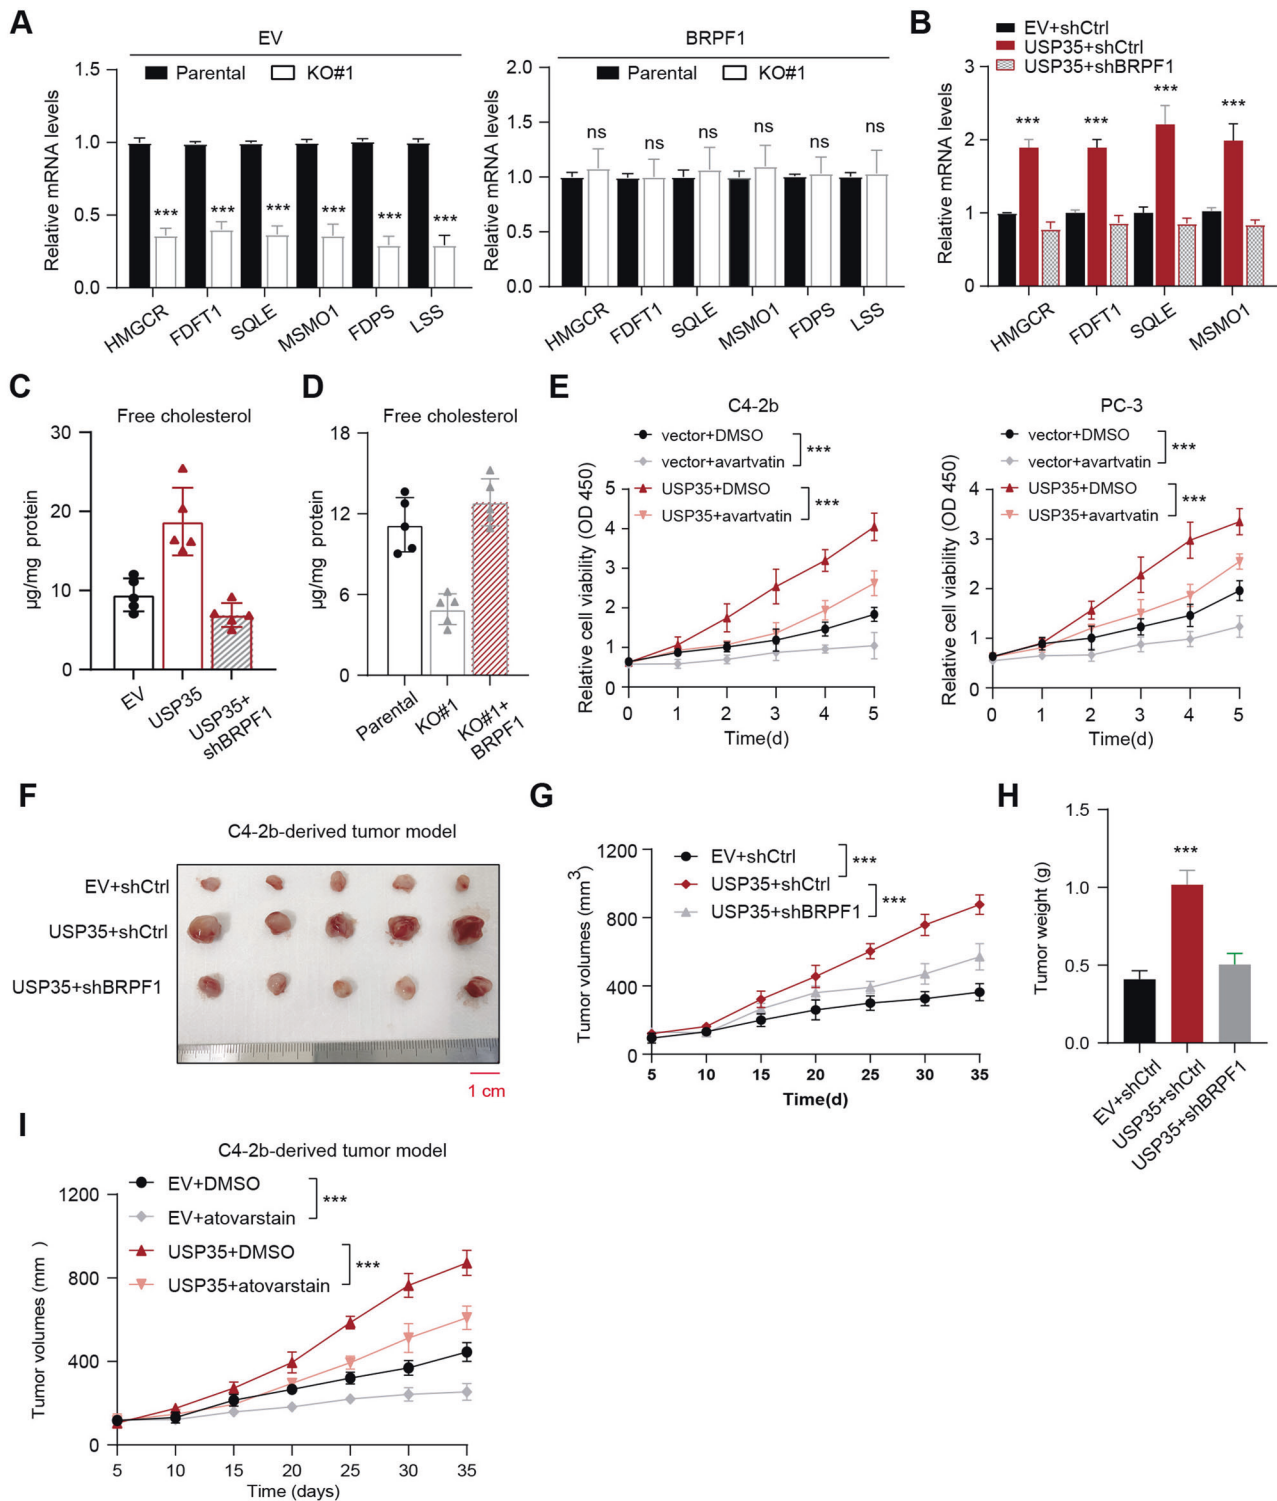 A
EV
Parental KO#1
Relative mRNA levels
1.5
1.0
0.5
0.0
*** *** *** *** *** ***
HMGCR FDFT1 SQLE MSMO1 FDPS LSS
BRPF1
Parental KO#1
Relative mRNA levels
2.0
1.5
1.0
0.5
0.0
ns ns ns ns ns ns
HMGCR FDFT1 SQLE MSMO1 FDPS LSS
B
EV+shCtrl
USP35+shCtrl
USP35+shBRPF1
Relative mRNA levels
3
2
1
0
*** *** *** ***
HMGCR FDFT1 SQLE MSMO1
C
Free cholesterol
µg/mg protein
30
20
10
0
EV
USP35
USP35+
shBRPF1
D
Free cholesterol
µg/mg protein
18
12
6
0
Parental
KO#1
KO#1+
BRPF1
E
C4-2b
vector+DMSO
vector+avartvatin
***
USP35+DMSO
USP35+avartvatin
***
Relative cell viability (OD 450)
5
4
3
2
1
0
0 1 2 3 4 5
Time(d)
PC-3
vector+DMSO
vector+avartvatin
***
USP35+DMSO
USP35+avartvatin
***
Relative cell viability (OD 450)
4
3
2
1
0
0 1 2 3 4 5
Time(d)
F
C4-2b-derived tumor model
EV+shCtrl
USP35+shCtrl
USP35+shBRPF1
1 cm
G
EV+shCtrl
USP35+shCtrl
USP35+shBRPF1
***
***
Tumor volumes (mm3)
1200
800
400
0
5 10 15 20 25 30 35
Time(d)
H
Tumor weight (g)
1.5
1.0
0.5
0.0
***
EV+shCtrl
USP35+shCtrl
USP35+shBRPF1
I
C4-2b-derived tumor model
EV+DMSO
EV+atovarstain
***
USP35+DMSO
USP35+atovarstain
***
Tumor volumes (mm )
1200
800
400
0
5 10 15 20 25 30 35
Time (days)